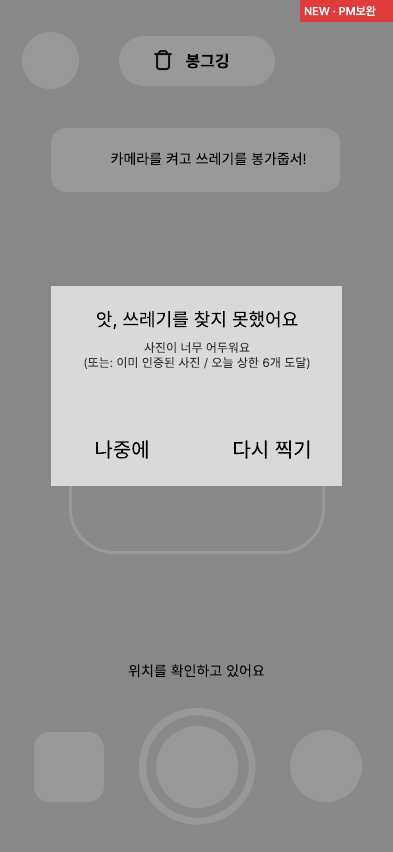 NEW · PM보완
봉그깅
카메라를 켜고 쓰레기를 봉가줍서!
앗, 쓰레기를 찾지 못했어요
사진이 너무 어두워요
(또는: 이미 인증된 사진 / 오늘 상한 6개 도달)
나중에 다시 찍기
위치를 확인하고 있어요